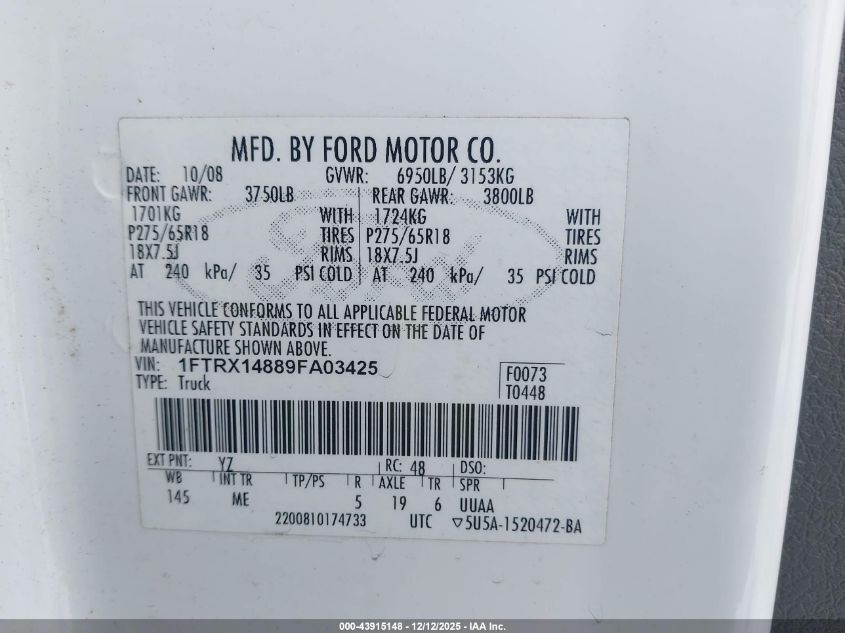 MFD. BY FORD MOTOR CO.
DATE: 10/08 GVWR: 6950LB/ 3153KG
FRONT GAWR: 3750LB REAR GAWR: 3800LB
1701KG WITH 1724KG WITH
P275/65R18 TIRES P275/65R18 TIRES
18X7.5J RIMS 18X7.5J RIMS
AT 240 kPa/ 35 PSI COLD AT 240 kPa/ 35 PSI COLD
THIS VEHICLE CONFORMS TO ALL APPLICABLE FEDERAL MOTOR
VEHICLE SAFETY STANDARDS IN EFFECT ON THE DATE OF
MANUFACTURE SHOWN ABOVE.
VIN: 1FTRX14889FA03425
F0073
TYPE: Truck
T0448
EXT PNT: YZ RC: 48 DSO:
WB INT TR TP/PS R AXLE TR SPR
145 ME 5 19 6 UUAA
2200810174733 UTC ▽5U5A-1520472-BA
000-43915148 - 12/12/2025 - IAA Inc.